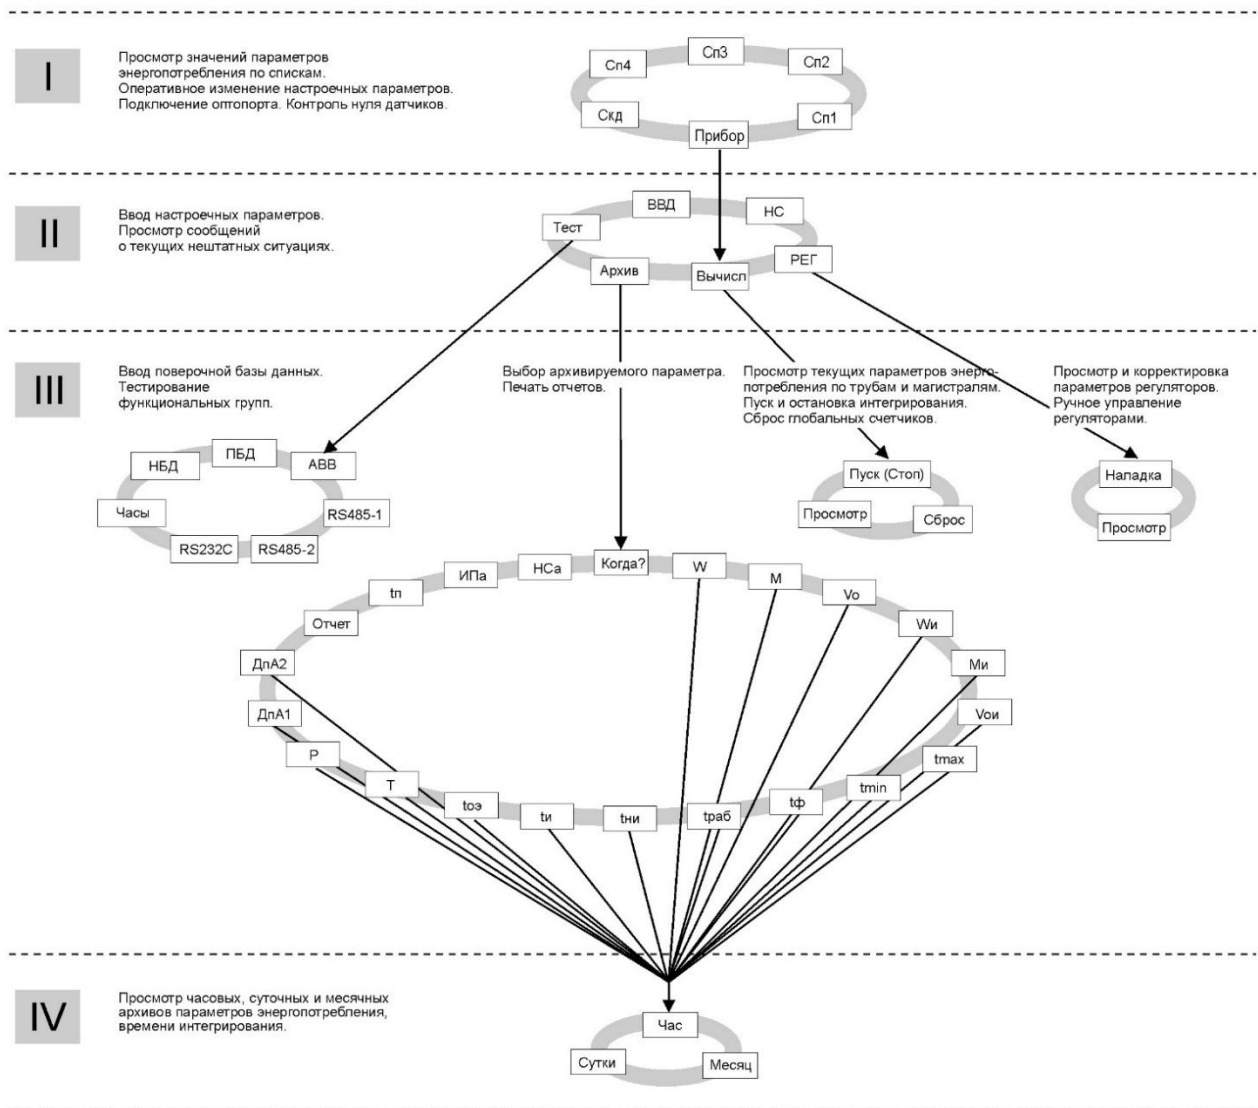 I
Просмотр значений параметров
энергопотребления по спискам.
Оперативное изменение настроечных параметров.
Подключение оптопорта. Контроль нуля датчиков.
Сп3
Сп4
Сп2
Скд
Сп1
Прибор
II
Ввод настроечных параметров.
Просмотр сообщений
о текущих нештатных ситуациях.
ВВД
НС
Тест
РЕГ
Архив
Вычисл
III
Ввод поверочной базы данных.
Тестирование
функциональных групп.
Выбор архивируемого параметра.
Печать отчетов.
Просмотр текущих параметров энерго-
потребления по трубам и магистралям.
Пуск и остановка интегрирования.
Сброс глобальных счетчиков.
Просмотр и корректировка
параметров регуляторов.
Ручное управление
регуляторами.
ПБД
НБД
АВВ
Часы
RS485-1
RS232C
RS485-2
Пуск (Стоп)
Просмотр
Сброс
Наладка
Просмотр
Когда?
W
НСа
М
ИПа
Vо
tп
Wи
Отчет
Ми
ДпА2
Vои
ДпА1
tmax
Р
tmin
Т
tф
tоэ
tраб
tи
tни
IV
Просмотр часовых, суточных и месячных
архивов параметров энергопотребления,
времени интегрирования.
Час
Сутки
Месяц